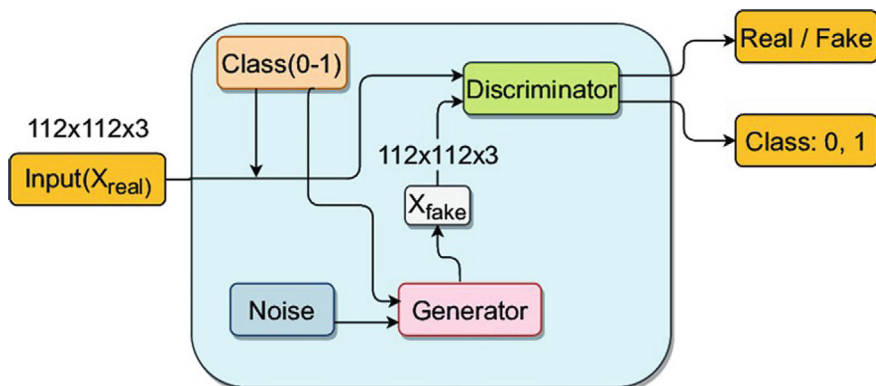 Class(0-1)
Real / Fake
Discriminator
112x112x3
Class: 0, 1
112x112x3
Input(Xreal)
Xfake
Noise
Generator